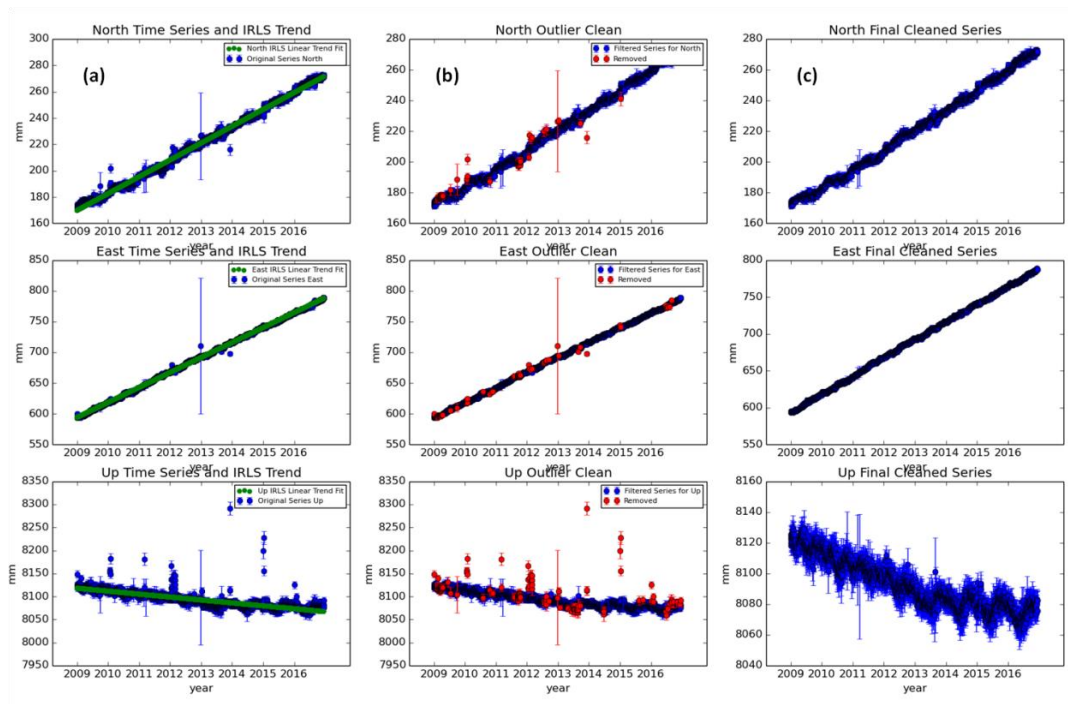 North Time Series and IRLS Trend
300
280
260
240
220
200
180
160
mm
(a)
North IRLS Linear Trend Fit
Original Series North
2009 2010 2011 2012 2013 2014 2015 2016
year
North Outlier Clean
280
260
240
220
200
180
160
mm
(b)
Filtered Series for North
Removed
2009 2010 2011 2012 2013 2014 2015 2016
year
North Final Cleaned Series
280
260
240
220
200
180
160
mm
(c)
2009 2010 2011 2012 2013 2014 2015 2016
year
East Time Series and IRLS Trend
850
800
750
700
650
600
550
mm
East IRLS Linear Trend Fit
Original Series East
2009 2010 2011 2012 2013 2014 2015 2016
year
East Outlier Clean
850
800
750
700
650
600
550
mm
Filtered Series for East
Removed
2009 2010 2011 2012 2013 2014 2015 2016
year
East Final Cleaned Series
800
750
700
650
600
550
mm
2009 2010 2011 2012 2013 2014 2015 2016
year
Up Time Series and IRLS Trend
8350
8300
8250
8200
8150
8100
8050
8000
7950
mm
Up IRLS Linear Trend Fit
Original Series Up
2009 2010 2011 2012 2013 2014 2015 2016
year
Up Outlier Clean
8350
8300
8250
8200
8150
8100
8050
8000
7950
mm
Filtered Series for Up
Removed
2009 2010 2011 2012 2013 2014 2015 2016
year
Up Final Cleaned Series
8160
8140
8120
8100
8080
8060
8040
mm
2009 2010 2011 2012 2013 2014 2015 2016
year